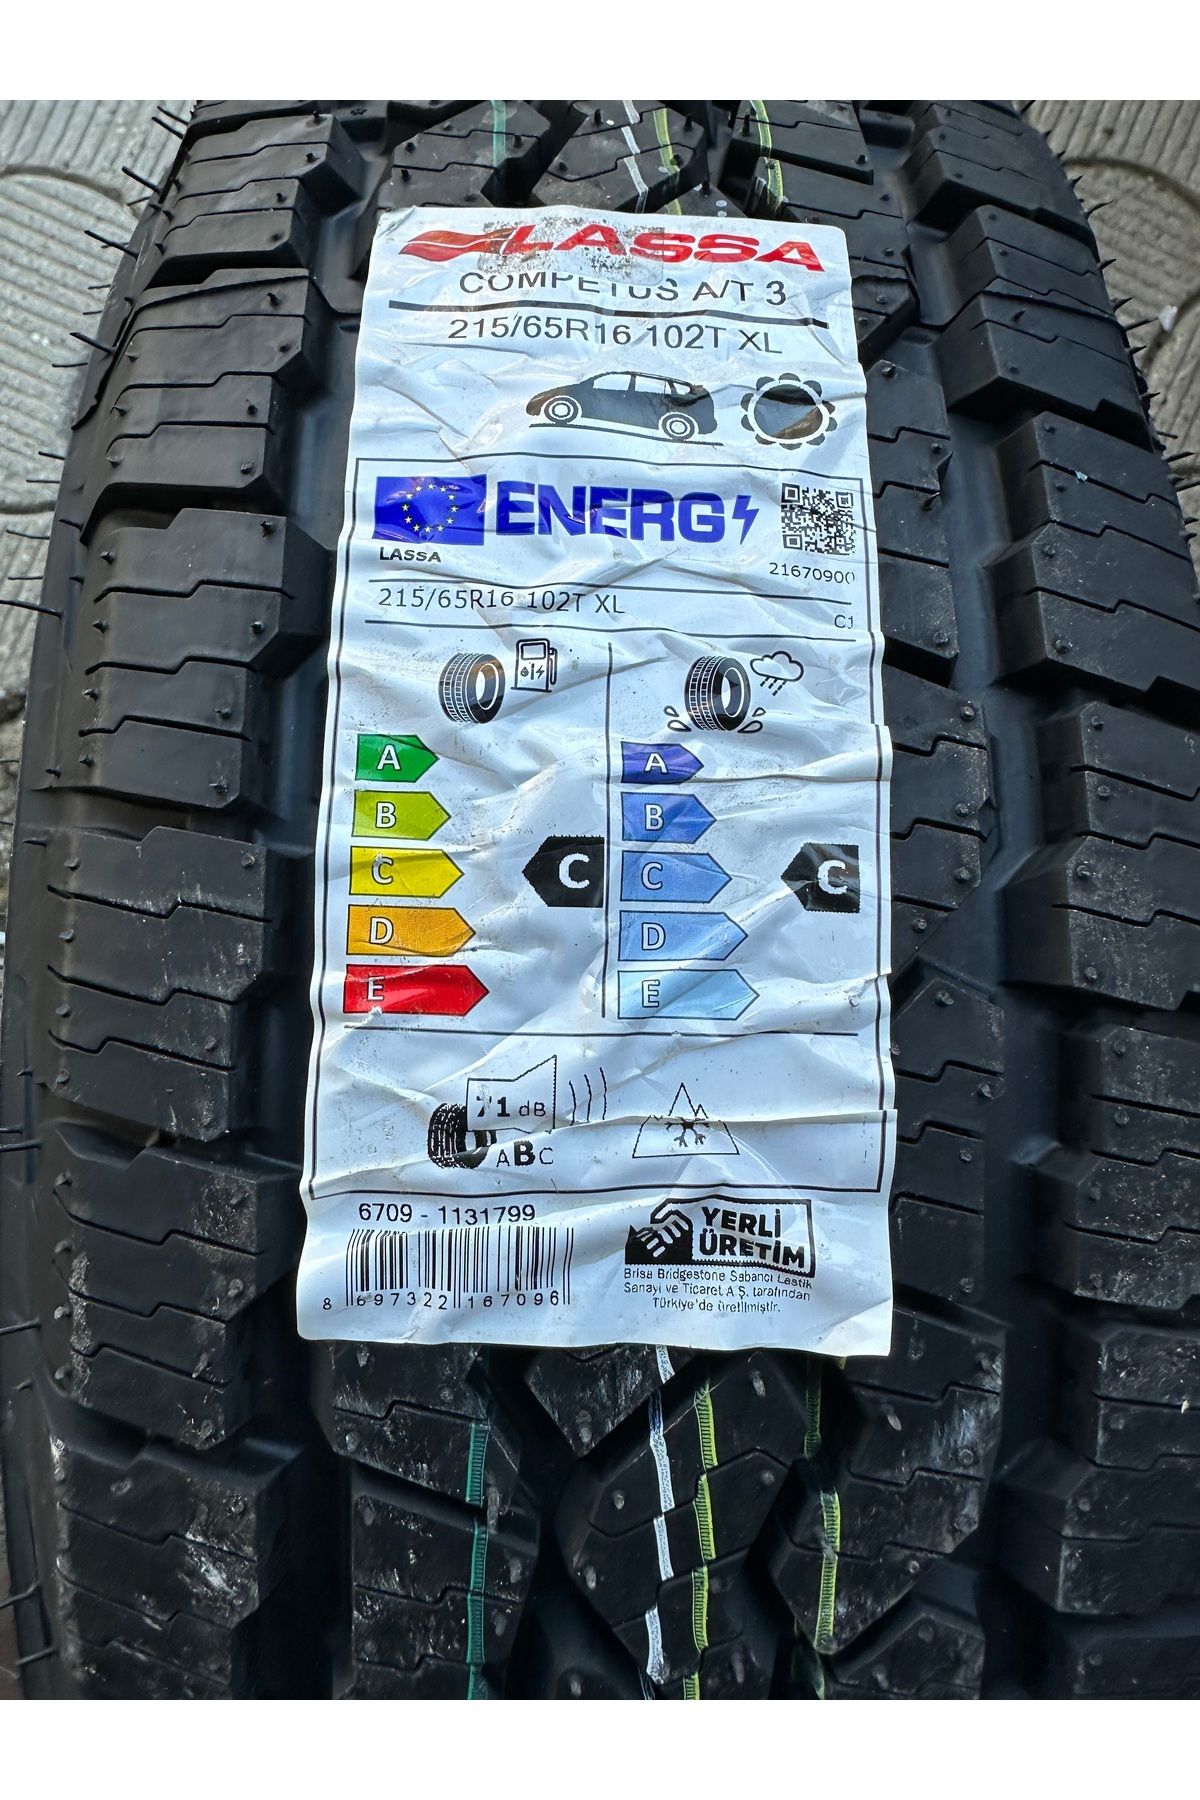 LASSA
COMPETUS A/T 3
215/65R16 102T XL
ENERG
LASSA
21670900
215/65R16 102T XL
C1
A
A
B
B
C
C
C
C
D
D
E
E
71 dB
ABC
6709 - 1131799
YERLİ
ÜRETİM
8 697322 167096
Brisa Bridgestone Sabancı Lastik
Sanayi ve Ticaret A.Ş. tarafından
Türkiye'de üretilmiştir.